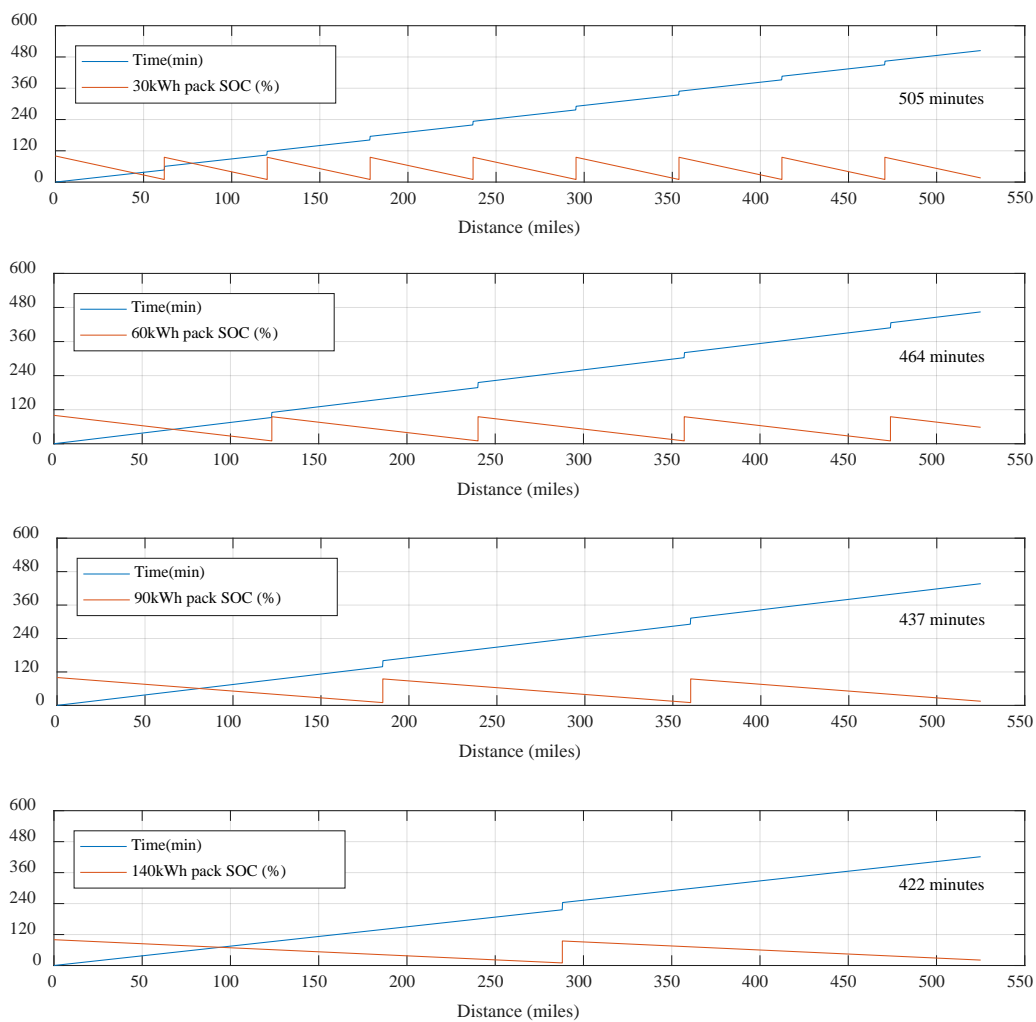 600
480
360
240
120
0
Time(min)
30kWh pack SOC (%)
505 minutes
0 50 100 150 200 250 300 350 400 450 500 550
Distance (miles)
600
480
360
240
120
0
Time(min)
60kWh pack SOC (%)
464 minutes
0 50 100 150 200 250 300 350 400 450 500 550
Distance (miles)
600
480
360
240
120
0
Time(min)
90kWh pack SOC (%)
437 minutes
0 50 100 150 200 250 300 350 400 450 500 550
Distance (miles)
600
480
360
240
120
0
Time(min)
140kWh pack SOC (%)
422 minutes
0 50 100 150 200 250 300 350 400 450 500 550
Distance (miles)